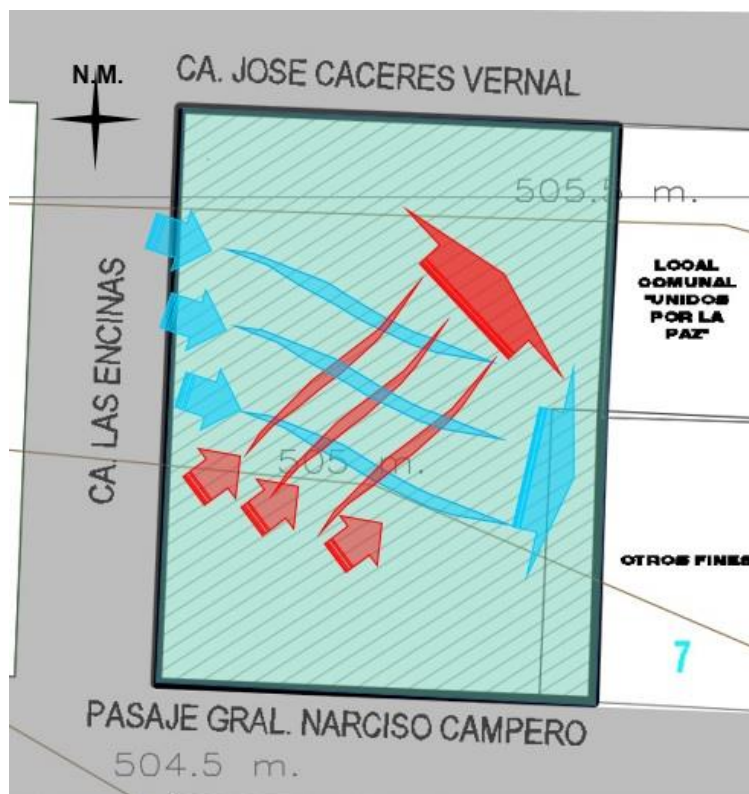 N.M.
CA. JOSE CACERES VERNAL
505.5 m.
LOCAL
COMUNAL
"UNIDOS
POR LA
PAZ"
CA. LAS ENCINAS
505 m.
OTROS FINES
7
PASAJE GRAL. NARCISO CAMPERO
504.5 m.